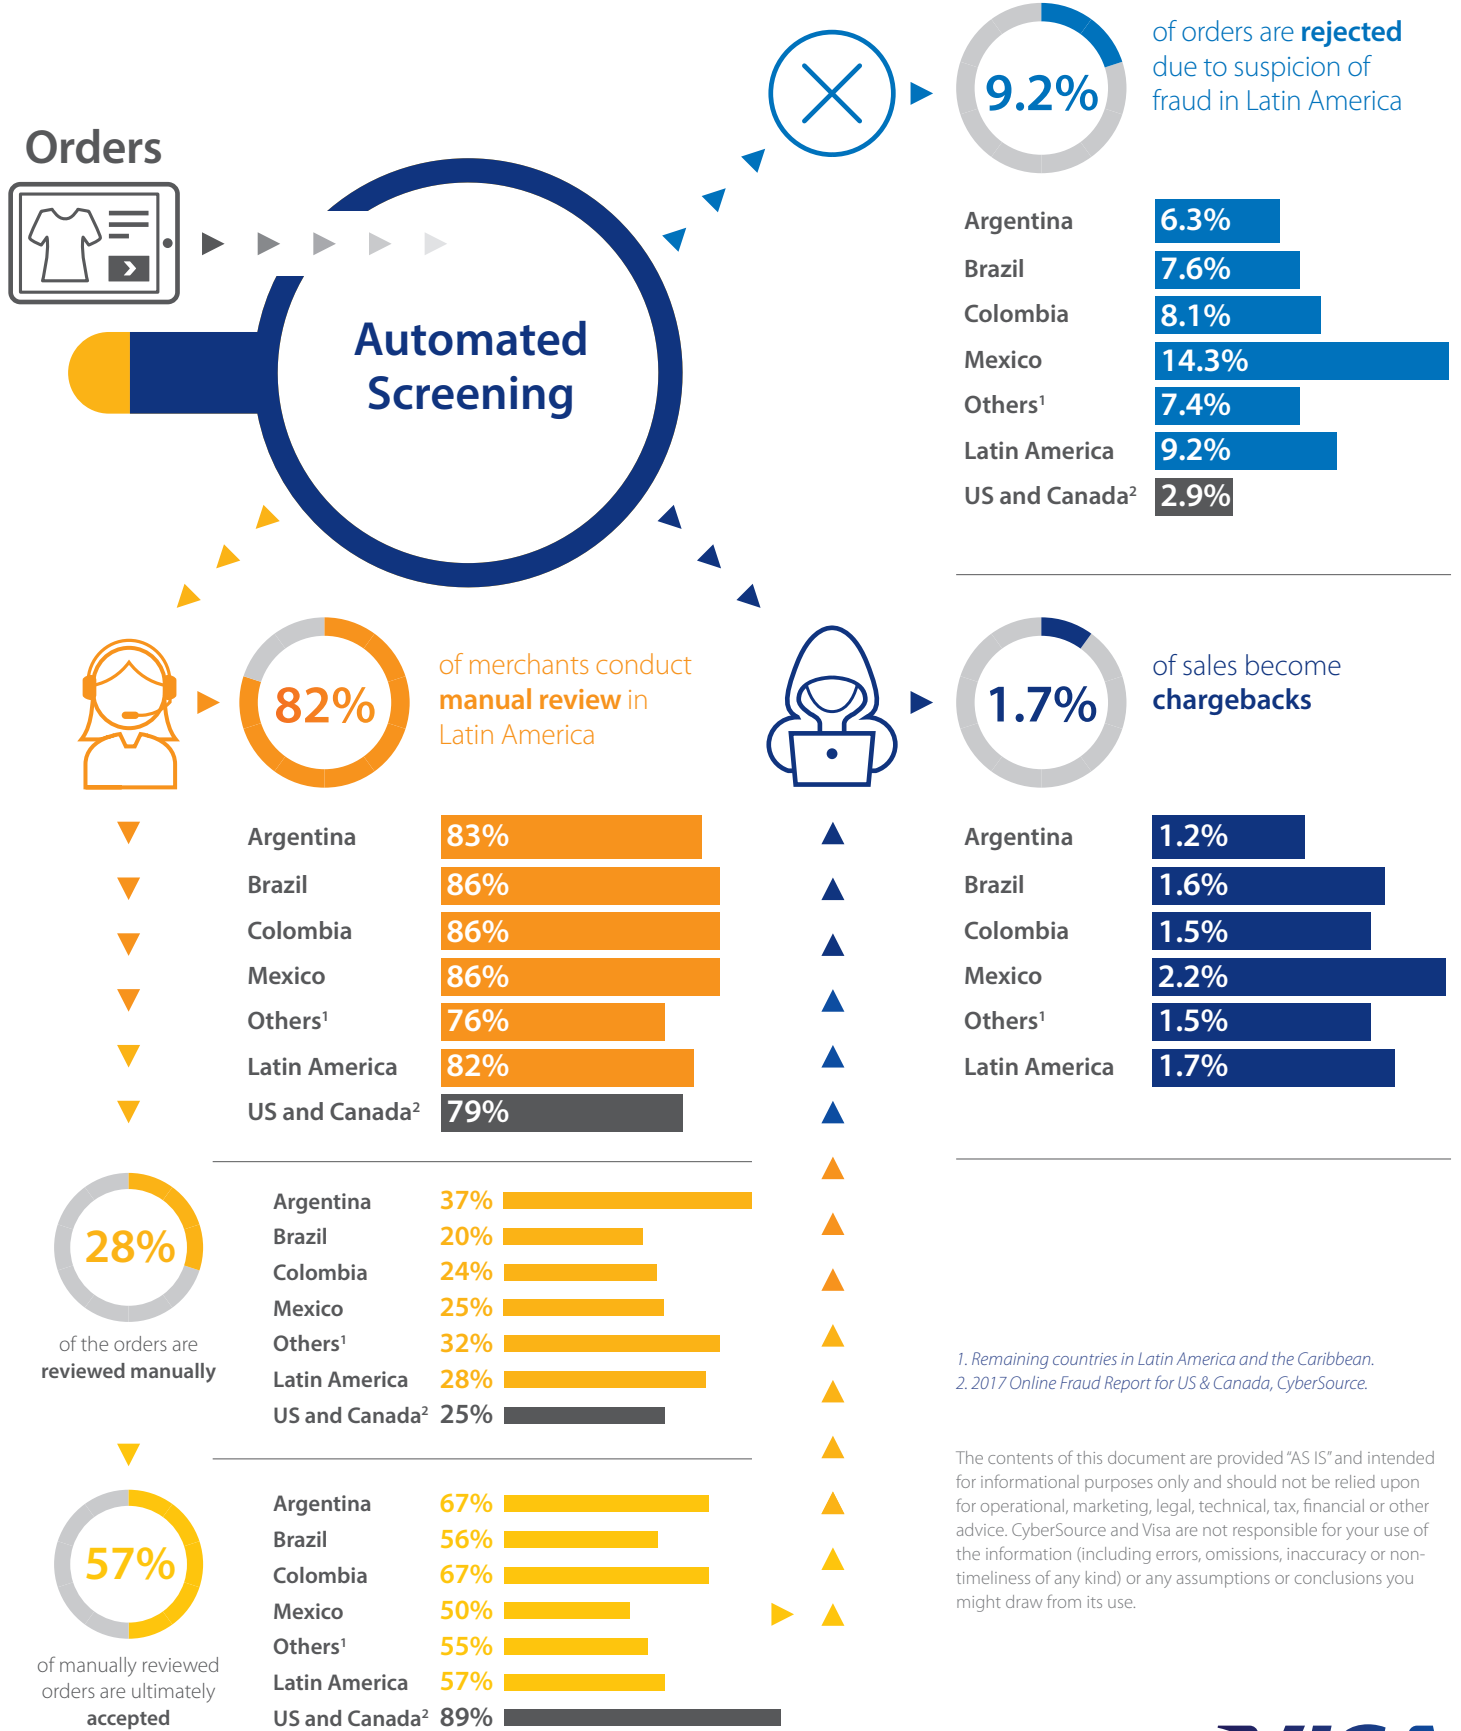 Orders
Automated
Screening
9.2%
of orders are rejected
due to suspicion of
fraud in Latin America
Argentina 6.3%
Brazil 7.6%
Colombia 8.1%
Mexico 14.3%
Others¹ 7.4%
Latin America 9.2%
US and Canada² 2.9%
82%
of merchants conduct
manual review in
Latin America
Argentina 83%
Brazil 86%
Colombia 86%
Mexico 86%
Others¹ 76%
Latin America 82%
US and Canada² 79%
1.7%
of sales become
chargebacks
Argentina 1.2%
Brazil 1.6%
Colombia 1.5%
Mexico 2.2%
Others¹ 1.5%
Latin America 1.7%
28%
of the orders are
reviewed manually
Argentina 37%
Brazil 20%
Colombia 24%
Mexico 25%
Others¹ 32%
Latin America 28%
US and Canada² 25%
57%
of manually reviewed
orders are ultimately
accepted
Argentina 67%
Brazil 56%
Colombia 67%
Mexico 50%
Others¹ 55%
Latin America 57%
US and Canada² 89%
1. Remaining countries in Latin America and the Caribbean.
2. 2017 Online Fraud Report for US & Canada, CyberSource.
The contents of this document are provided “AS IS” and intended
for informational purposes only and should not be relied upon
for operational, marketing, legal, technical, tax, financial or other
advice. CyberSource and Visa are not responsible for your use of
the information (including errors, omissions, inaccuracy or non-
timeliness of any kind) or any assumptions or conclusions you
might draw from its use.